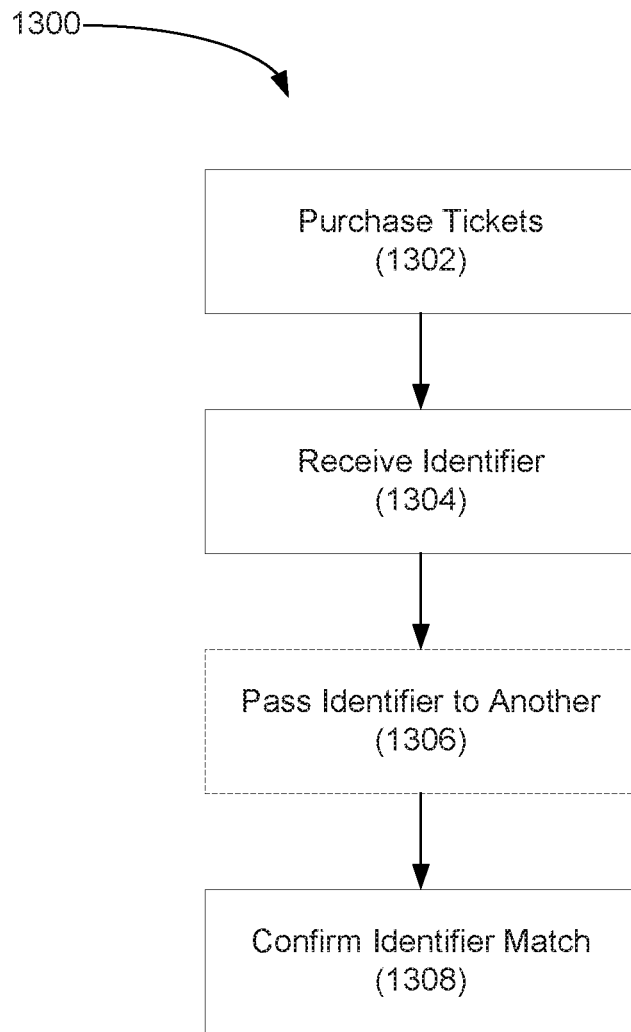 1300
Purchase Tickets
(1302)
Receive Identifier
(1304)
Pass Identifier to Another
(1306)
Confirm Identifier Match
(1308)